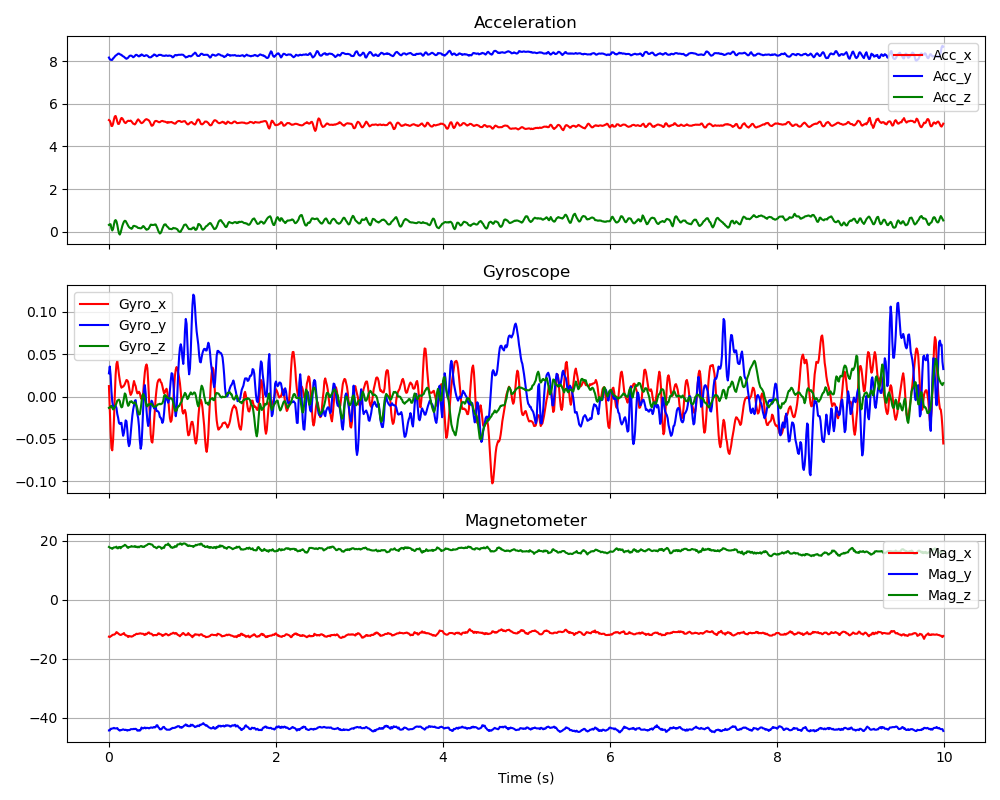 Acceleration
8
6
4
2
0
Acc_x
Acc_y
Acc_z
Gyroscope
0.10
0.05
0.00
−0.05
−0.10
Gyro_x
Gyro_y
Gyro_z
Magnetometer
20
0
−20
−40
Mag_x
Mag_y
Mag_z
0 2 4 6 8 10
Time (s)